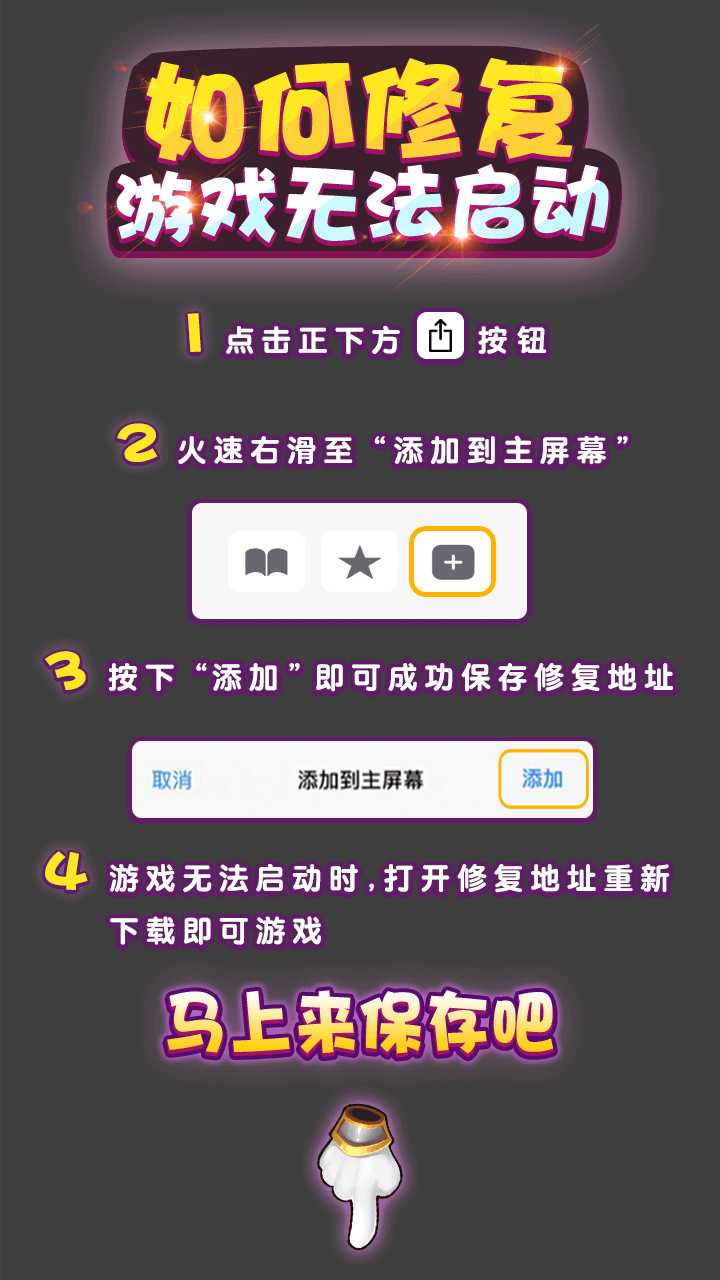 如何修复
游戏无法启动
1 点击正下方 按钮
2 火速右滑至“添加到主屏幕”
3 按下“添加”即可成功保存修复地址
取消 添加到主屏幕 添加
4 游戏无法启动时,打开修复地址重新
下载即可游戏
马上来保存吧